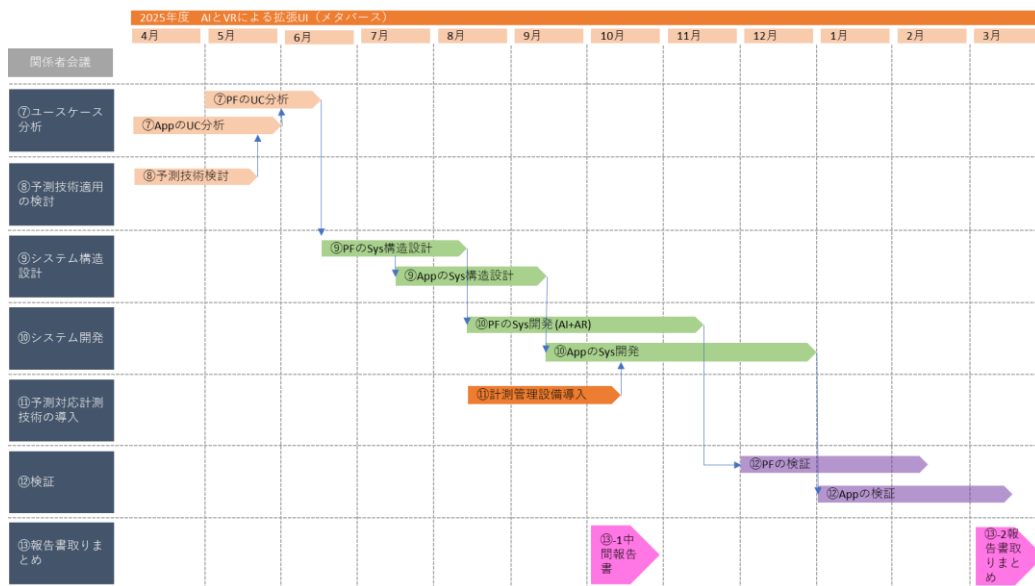 2025年度　AIとVRによる拡張UI（メタバース）
4月
5月
6月
7月
8月
9月
10月
11月
12月
1月
2月
3月
関係者会議
⑦ユースケース
分析
⑦PFのUC分析
⑦AppのUC分析
⑧予測技術適用
の検討
⑧予測技術検討
⑨システム構造
設計
⑨PFのSys構造設計
⑨AppのSys構造設計
⑩システム開発
⑩PFのSys開発(AI+AR)
⑩AppのSys開発
⑪予測対応計測
技術の導入
⑪計測管理設備導入
⑫検証
⑫PFの検証
⑫Appの検証
⑬報告書取りま
とめ
⑬-1中
間報告
書
⑬-2報
告書取
りまと
め